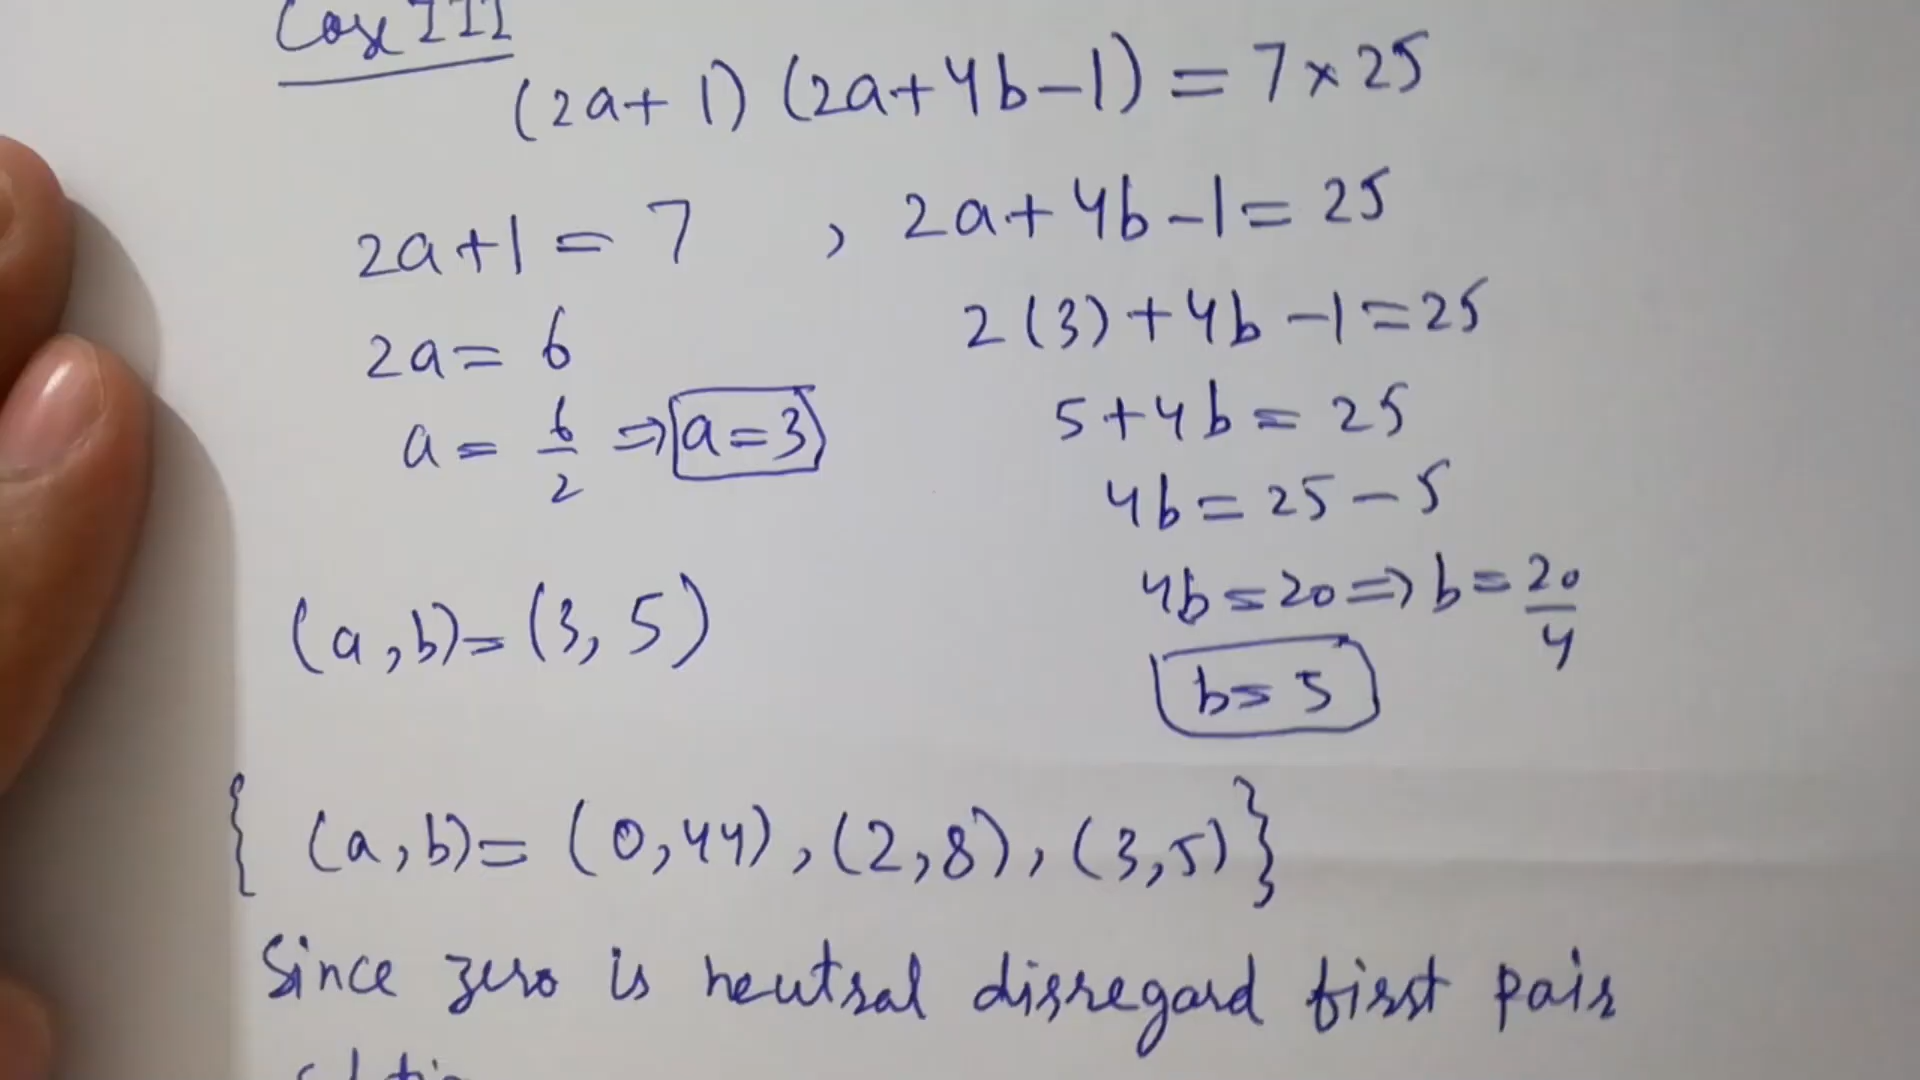 Case III
(2a+1) (2a+4b-1) = 7×25
2a+1 = 7 , 2a+4b-1 = 25
2a = 6
2(3)+4b-1=25
a = 6/2 ⇒ a=3
5+4b = 25
4b = 25-5
4b=20 ⇒ b=20/4
(a,b)=(3,5)
b=5
{ (a,b)= (0,44), (2,8), (3,5) }
Since zero is neutral disregard first pair